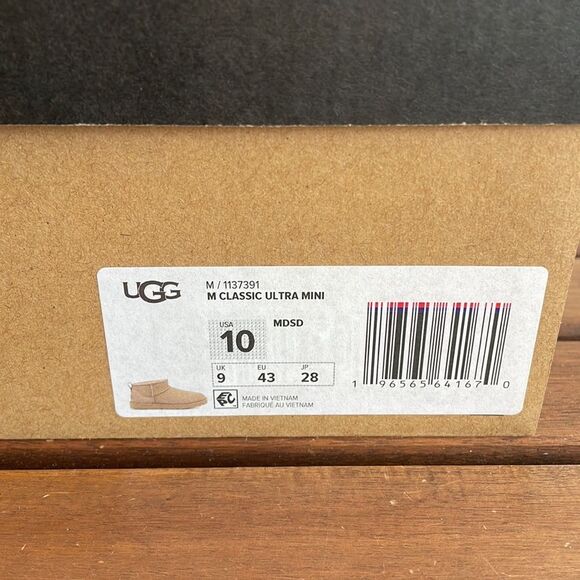 UGG
M / 1137391
M CLASSIC ULTRA MINI
USA
10
MDSD
UK EU JP
9 43 28
MADE IN VIETNAM
FABRIQUÉ AU VIETNAM
1 96565 64167 0